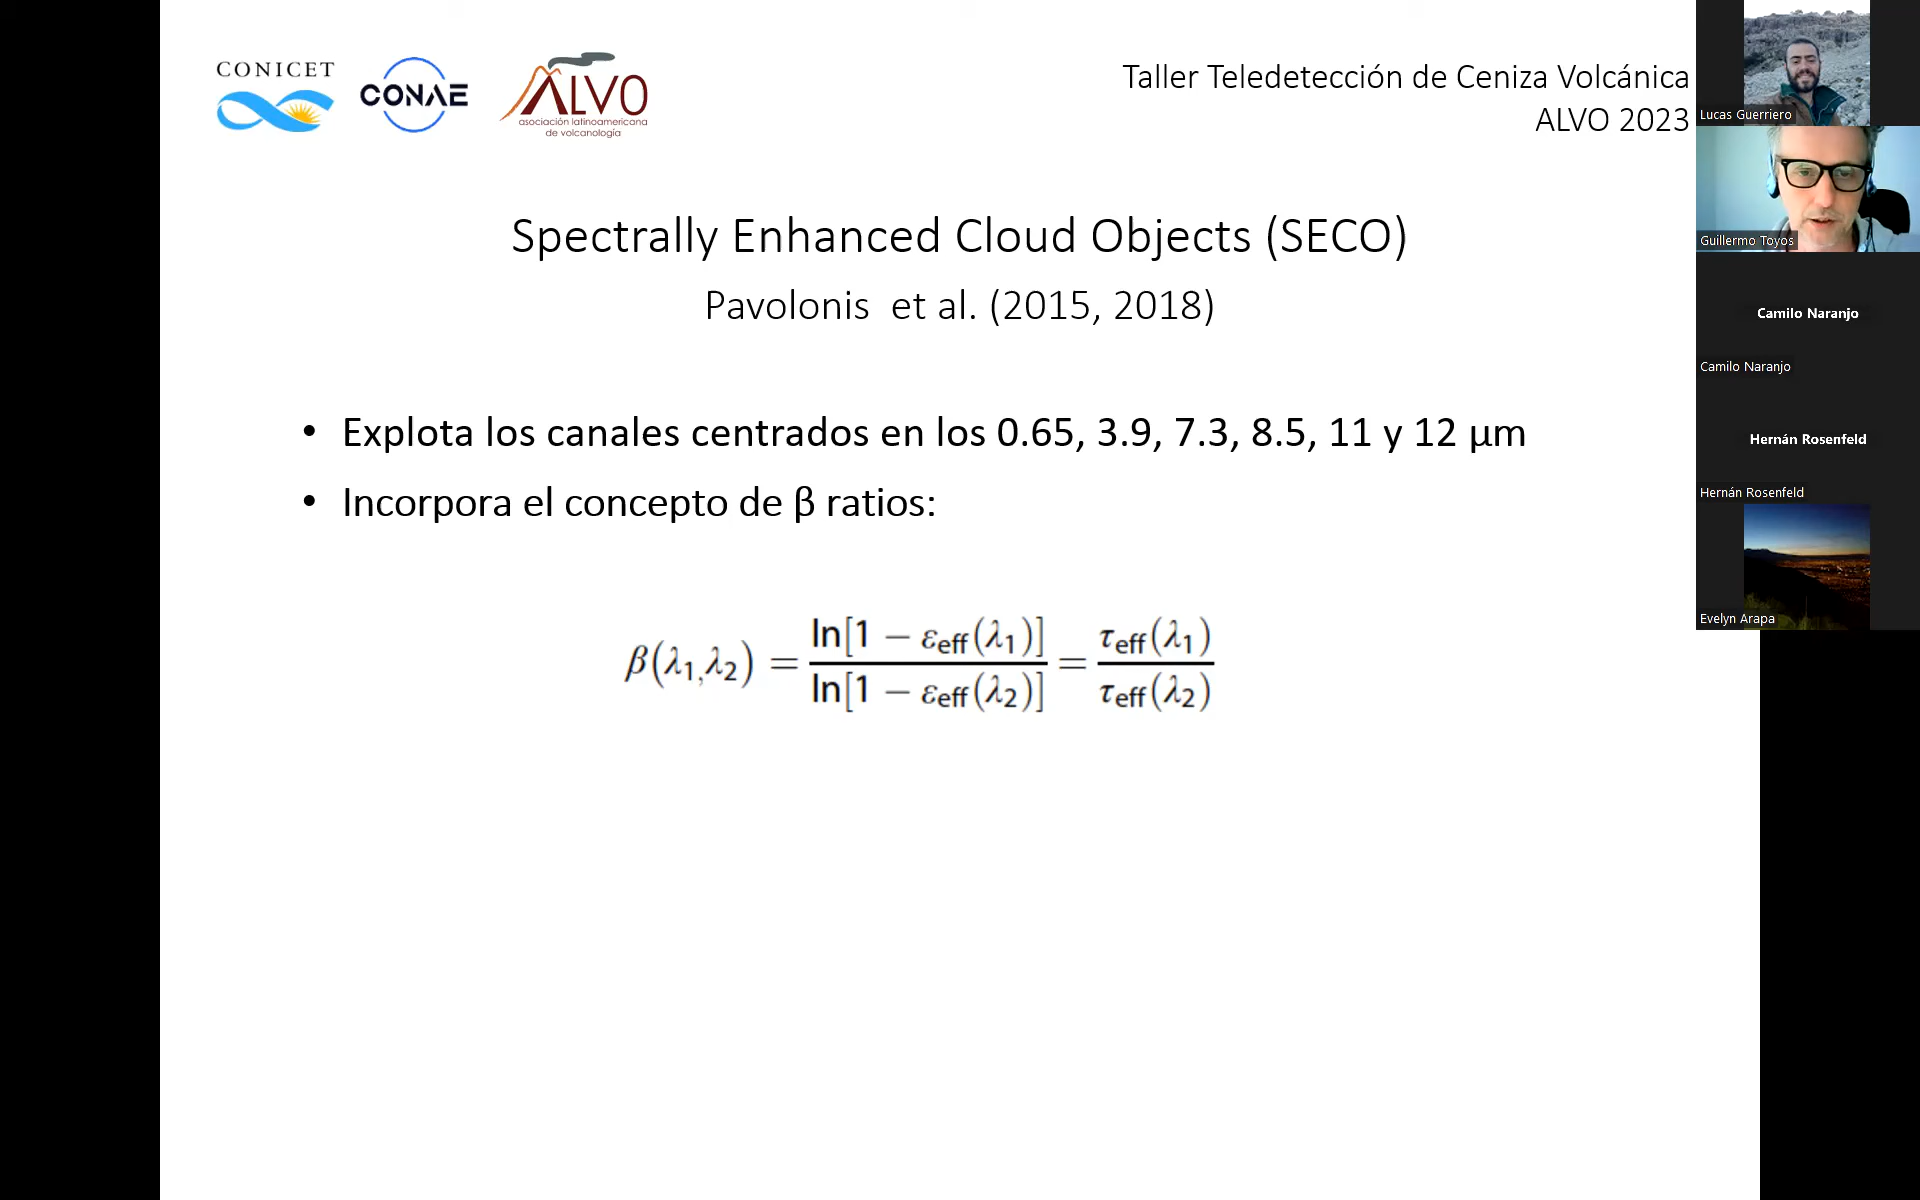 CONICET
CONAE
ALVO
asociación latinoamericana
de volcanología
Taller Teledetección de Ceniza Volcánica
ALVO 2023
Spectrally Enhanced Cloud Objects (SECO)
Pavolonis et al. (2015, 2018)
• Explota los canales centrados en los 0.65, 3.9, 7.3, 8.5, 11 y 12 µm
• Incorpora el concepto de β ratios:
β(λ1,λ2) = ln[1 − εeff(λ1)] / ln[1 − εeff(λ2)] = τeff(λ1) / τeff(λ2)
Lucas Guerriero
Guillermo Toyos
Camilo Naranjo
Camilo Naranjo
Hernán Rosenfeld
Hernán Rosenfeld
Evelyn Arapa